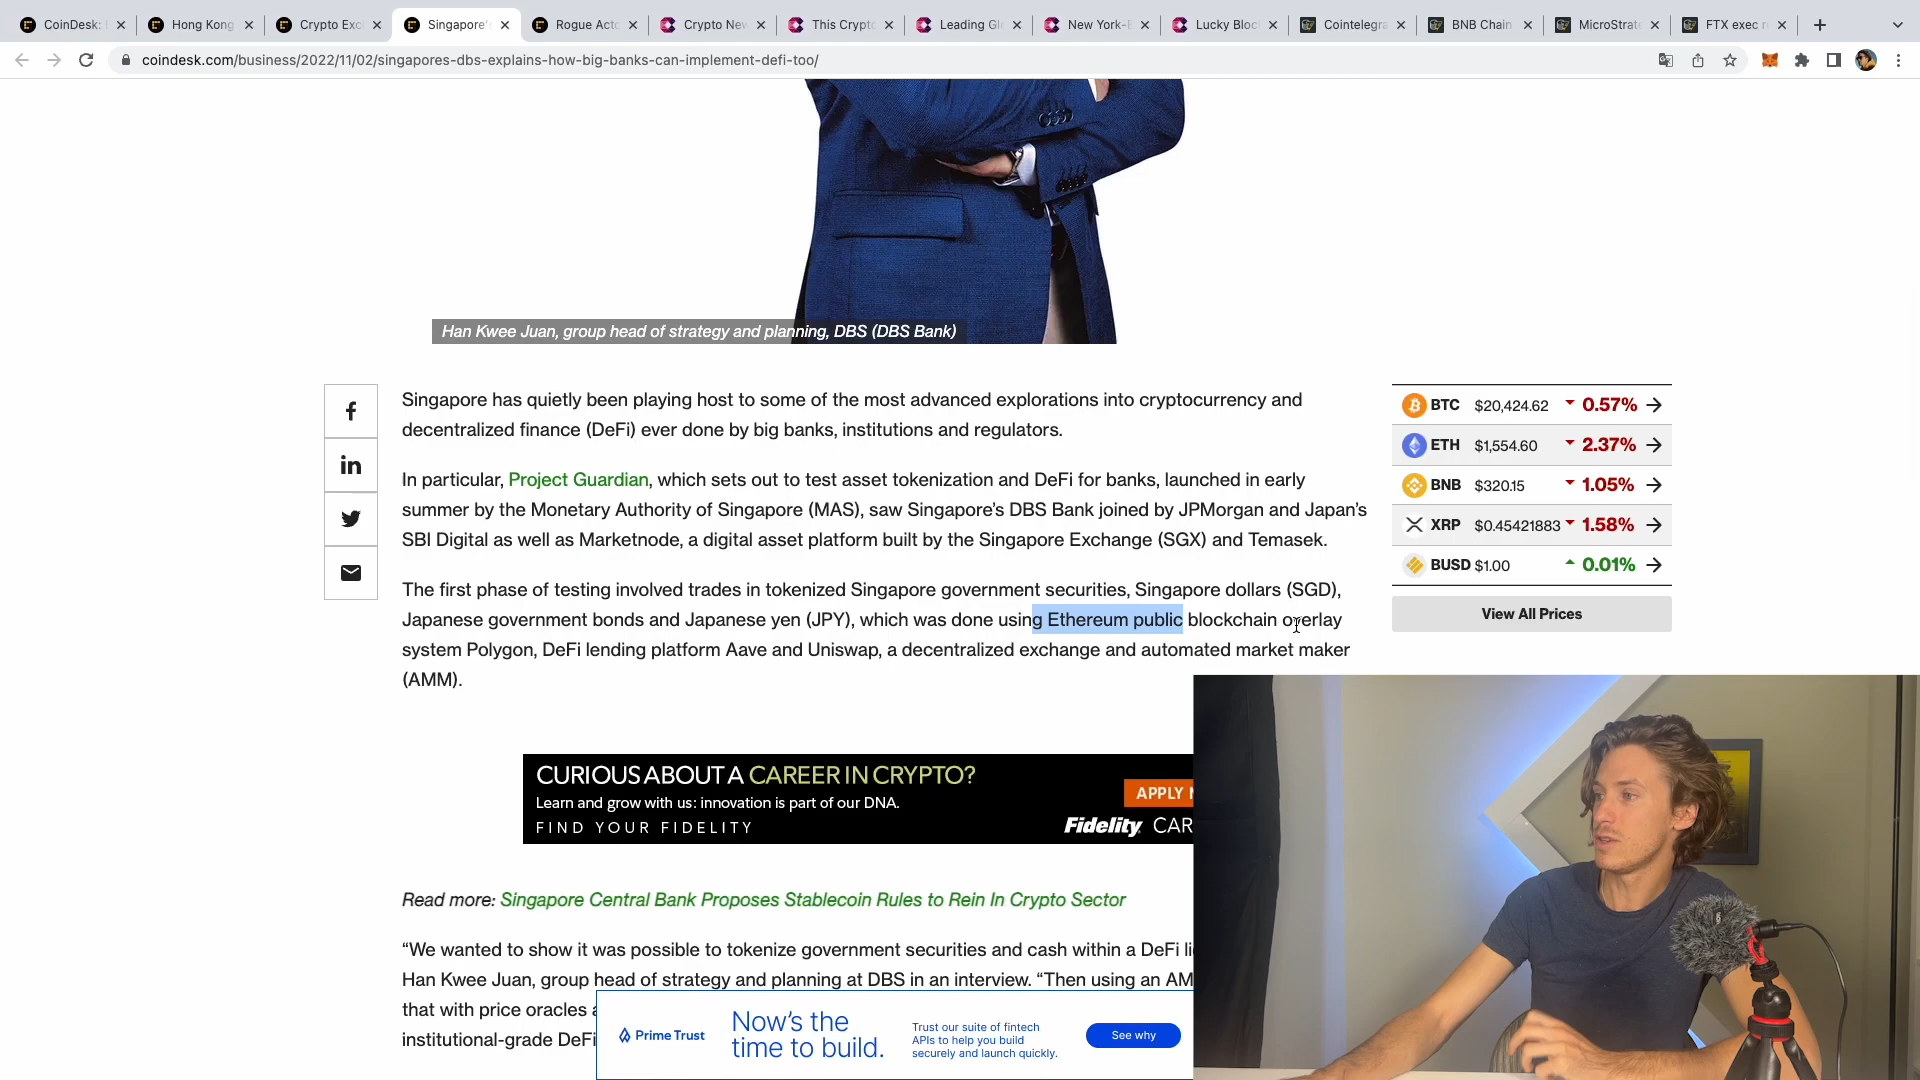 CoinDesk:
Hong Kong
Crypto Exc
Singapore'
Rogue Acto
Crypto New
This Crypto
Leading Gl
New York-
Lucky Bloc
Cointelegra
BNB Chain
MicroStrate
FTX exec r
coindesk.com/business/2022/11/02/singapores-dbs-explains-how-big-banks-can-implement-defi-too/
Han Kwee Juan, group head of strategy and planning, DBS (DBS Bank)
Singapore has quietly been playing host to some of the most advanced explorations into cryptocurrency and
decentralized finance (DeFi) ever done by big banks, institutions and regulators.
In particular, Project Guardian, which sets out to test asset tokenization and DeFi for banks, launched in early
summer by the Monetary Authority of Singapore (MAS), saw Singapore’s DBS Bank joined by JPMorgan and Japan’s
SBI Digital as well as Marketnode, a digital asset platform built by the Singapore Exchange (SGX) and Temasek.
The first phase of testing involved trades in tokenized Singapore government securities, Singapore dollars (SGD),
Japanese government bonds and Japanese yen (JPY), which was done using Ethereum public blockchain overlay
system Polygon, DeFi lending platform Aave and Uniswap, a decentralized exchange and automated market maker
(AMM).
BTC $20,424.62 0.57%
ETH $1,554.60 2.37%
BNB $320.15 1.05%
XRP $0.45421883 1.58%
BUSD $1.00 0.01%
View All Prices
CURIOUS ABOUT A CAREER IN CRYPTO?
Learn and grow with us: innovation is part of our DNA.
FIND YOUR FIDELITY
APPLY
Fidelity CAR
Read more: Singapore Central Bank Proposes Stablecoin Rules to Rein In Crypto Sector
“We wanted to show it was possible to tokenize government securities and cash within a DeFi li
Han Kwee Juan, group head of strategy and planning at DBS in an interview. “Then using an AM
that with price oracles a
institutional-grade DeFi
Prime Trust
Now’s the
time to build.
Trust our suite of fintech
APIs to help you build
securely and launch quickly.
See why